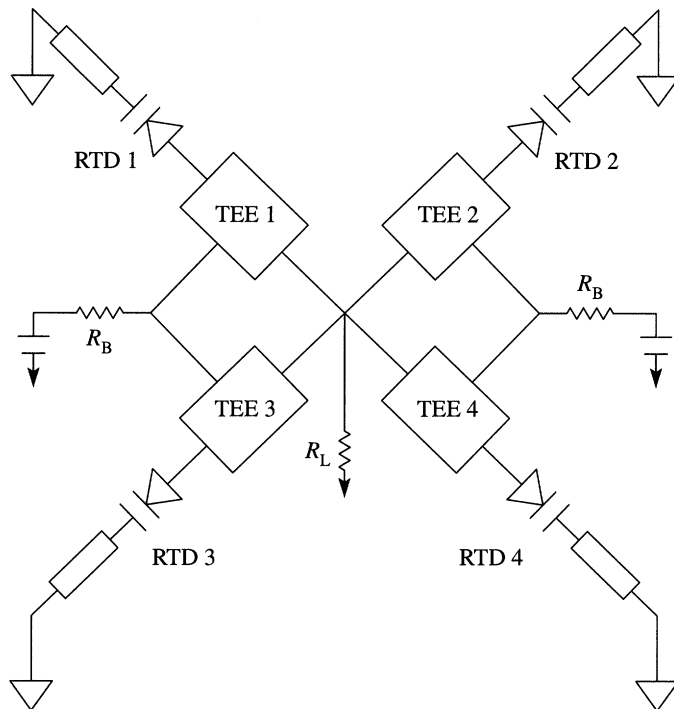 RTD 1
RTD 2
TEE 1
TEE 2
R_B
R_B
TEE 3
TEE 4
R_L
RTD 3
RTD 4